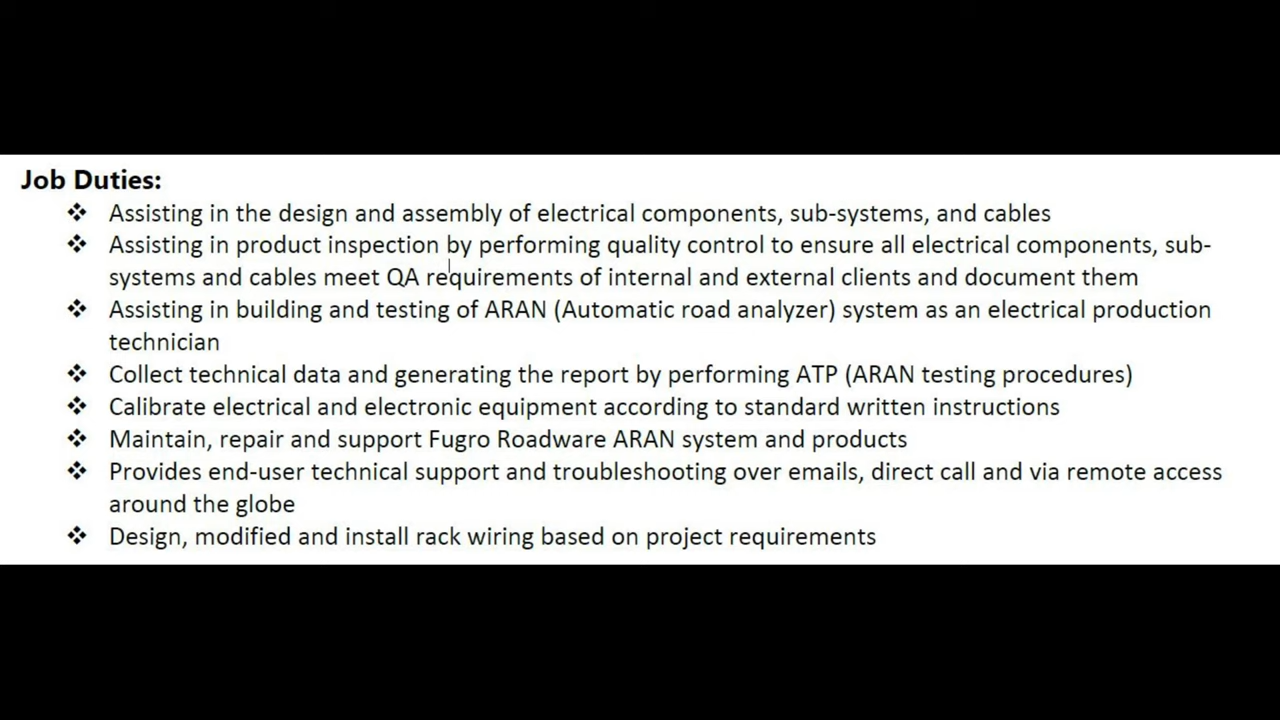 Job Duties:
❖ Assisting in the design and assembly of electrical components, sub-systems, and cables
❖ Assisting in product inspection by performing quality control to ensure all electrical components, sub-
systems and cables meet QA requirements of internal and external clients and document them
❖ Assisting in building and testing of ARAN (Automatic road analyzer) system as an electrical production
technician
❖ Collect technical data and generating the report by performing ATP (ARAN testing procedures)
❖ Calibrate electrical and electronic equipment according to standard written instructions
❖ Maintain, repair and support Fugro Roadware ARAN system and products
❖ Provides end-user technical support and troubleshooting over emails, direct call and via remote access
around the globe
❖ Design, modified and install rack wiring based on project requirements